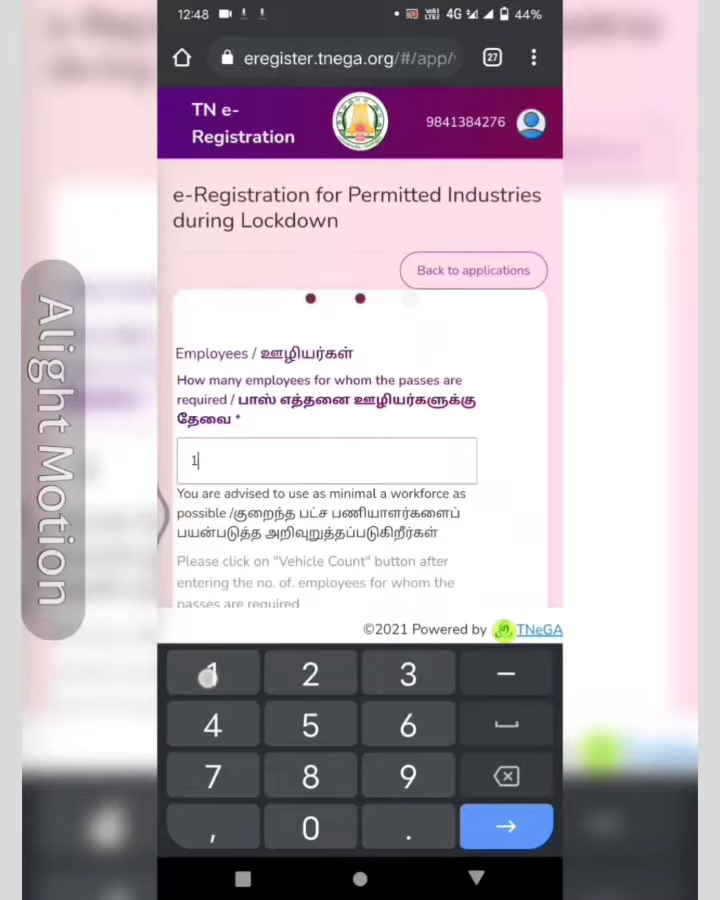 12:48
4G
44%
eregister.tnega.org/#/app/
27
TN e-
Registration
9841384276
e-Registration for Permitted Industries
during Lockdown
Back to applications
Employees / ஊழியர்கள்
How many employees for whom the passes are
required / பாஸ் எத்தனை ஊழியர்களுக்கு
தேவை *
1
You are advised to use as minimal a workforce as
possible /குறைந்த பட்ச பணியாளர்களைப்
பயன்படுத்த அறிவுறுத்தப்படுகிறீர்கள்
Please click on "Vehicle Count" button after
entering the no. of. employees for whom the
passes are required
©2021 Powered by TNeGA
1 2 3 –
4 5 6
7 8 9
, 0 .
Alight Motion